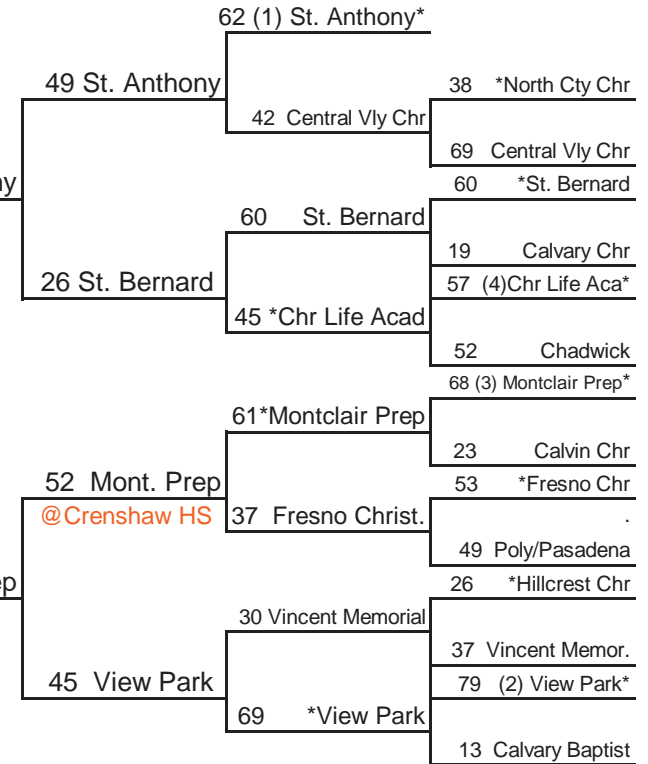 62 (1) St. Anthony*
49 St. Anthony
38 *North Cty Chr
42 Central Vly Chr
69 Central Vly Chr
60 *St. Bernard
60 St. Bernard
19 Calvary Chr
26 St. Bernard
57 (4)Chr Life Aca*
45 *Chr Life Acad
52 Chadwick
68 (3) Montclair Prep*
61*Montclair Prep
23 Calvin Chr
52 Mont. Prep
53 *Fresno Chr
@Crenshaw HS
37 Fresno Christ.
.
49 Poly/Pasadena
26 *Hillcrest Chr
30 Vincent Memorial
37 Vincent Memor.
45 View Park
79 (2) View Park*
69 *View Park
13 Calvary Baptist